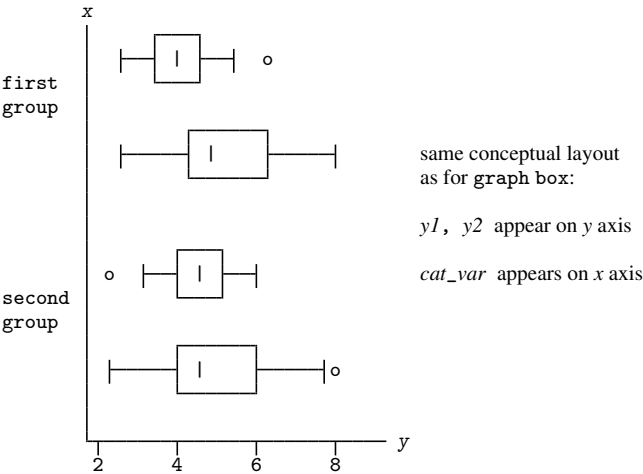 x
first
group
same conceptual layout
as for graph box:
y1, y2 appear on y axis
cat_var appears on x axis
second
group
y
2 4 6 8